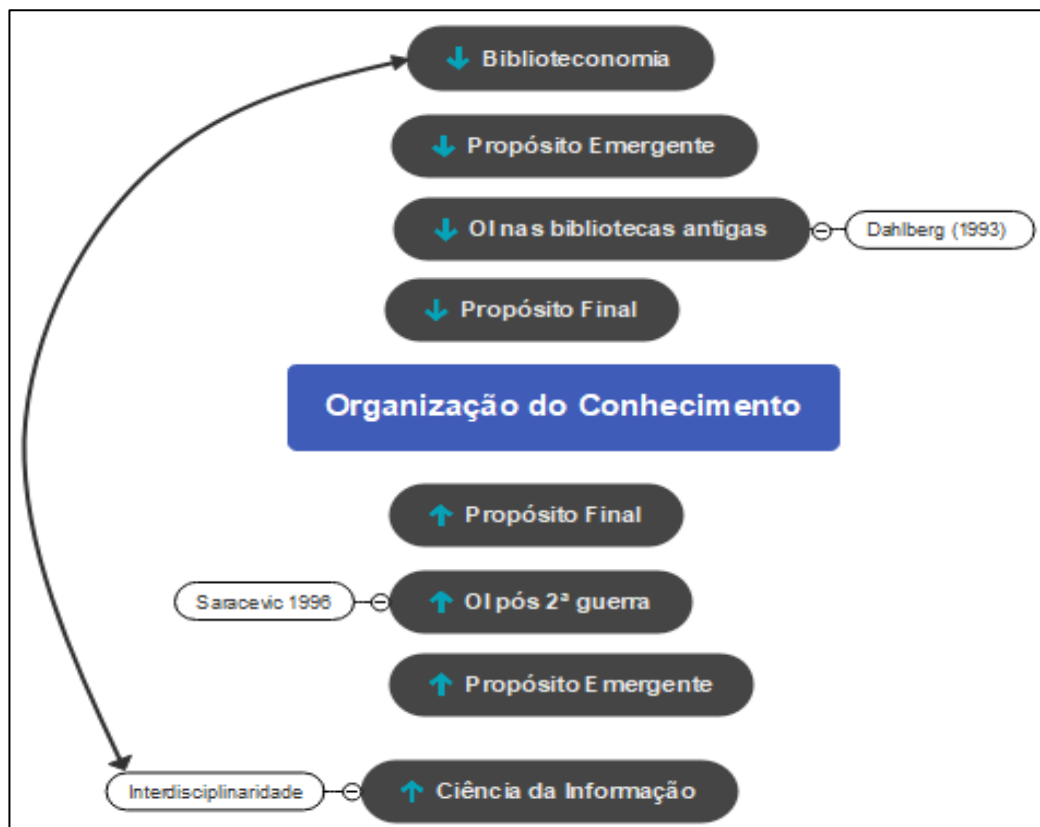 Biblioteconomia
Propósito Emergente
OI nas bibliotecas antigas
Dahlberg (1993)
Propósito Final
Organização do Conhecimento
Propósito Final
Saracevic 1996
OI pós 2ª guerra
Propósito Emergente
Interdisciplinaridade
Ciência da Informação